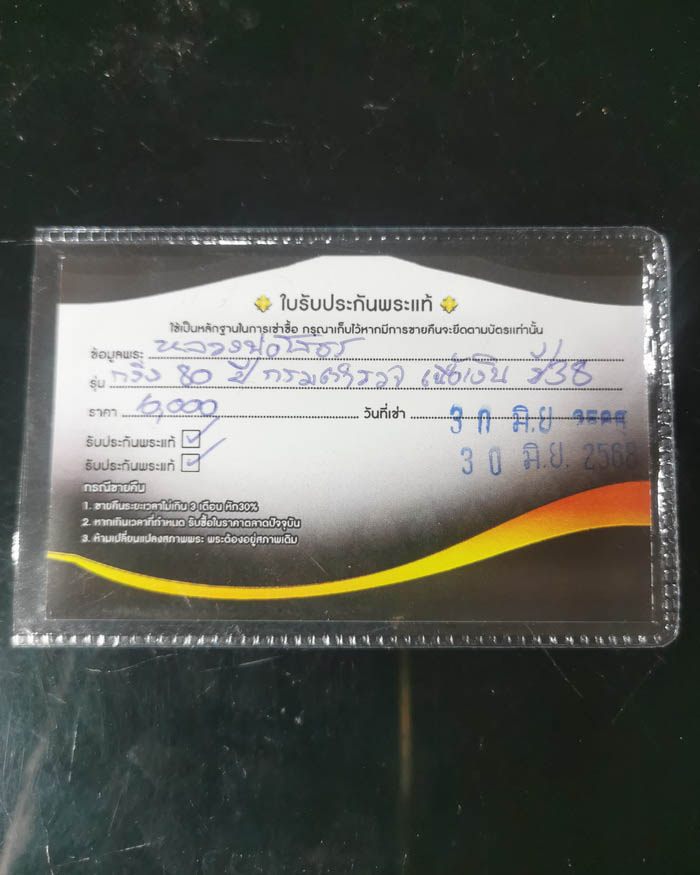 ใบรับประกันพระแท้
ใช้เป็นหลักฐานในการเช่าซื้อ กรุณาเก็บไว้หากมีการขายคืนจะยึดตามบัตรแท่านั้น
ข้อมูลพระ หลวงพ่อโสธร
รุ่น กริ่ง 80 ปี กรมตำรวจ เนื้อเงิน ปี38
ราคา 10,000 วันที่เช่า 30 มิ.ย.
รับประกันพระแท้ 30 มิ.ย. 2568
รับประกันพระแท้
กรณีขายคืน
1. ขายคืนระยะเวลาไม่เกิน 3 เดือน หัก30%
2. หากเกินเวลาที่กำหนด รับซื้อในราคาตลาดปัจจุบัน
3. ห้ามเปลี่ยนแปลงสภาพพระ พระต้องอยู่สภาพเดิม